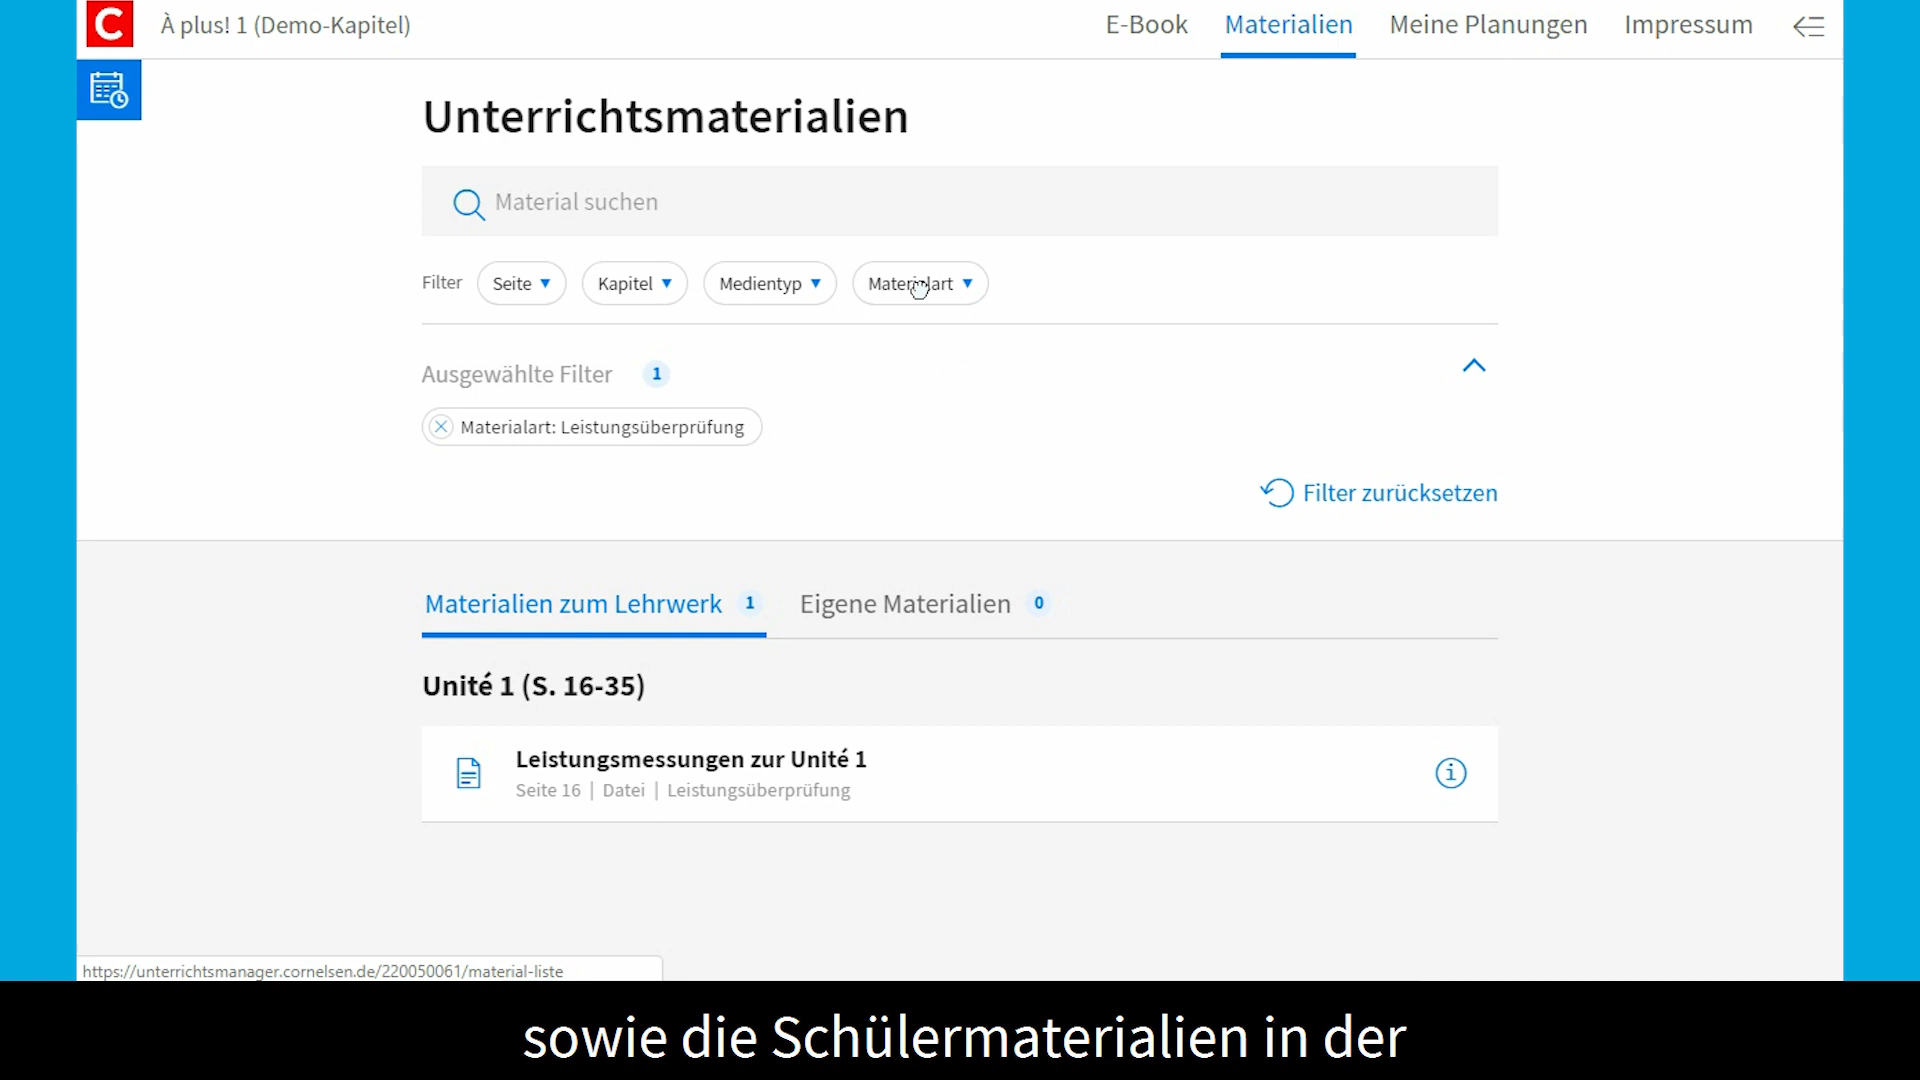 C À plus! 1 (Demo-Kapitel) E-Book Materialien Meine Planungen Impressum
Unterrichtsmaterialien
Material suchen
Filter Seite Kapitel Medientyp Materialart
Ausgewählte Filter 1
Materialart: Leistungsüberprüfung
Filter zurücksetzen
Materialien zum Lehrwerk 1 Eigene Materialien 0
Unité 1 (S. 16-35)
Leistungsmessungen zur Unité 1
Seite 16 | Datei | Leistungsüberprüfung
https://unterrichtsmanager.cornelsen.de/220050061/material-liste
sowie die Schülermaterialien in der